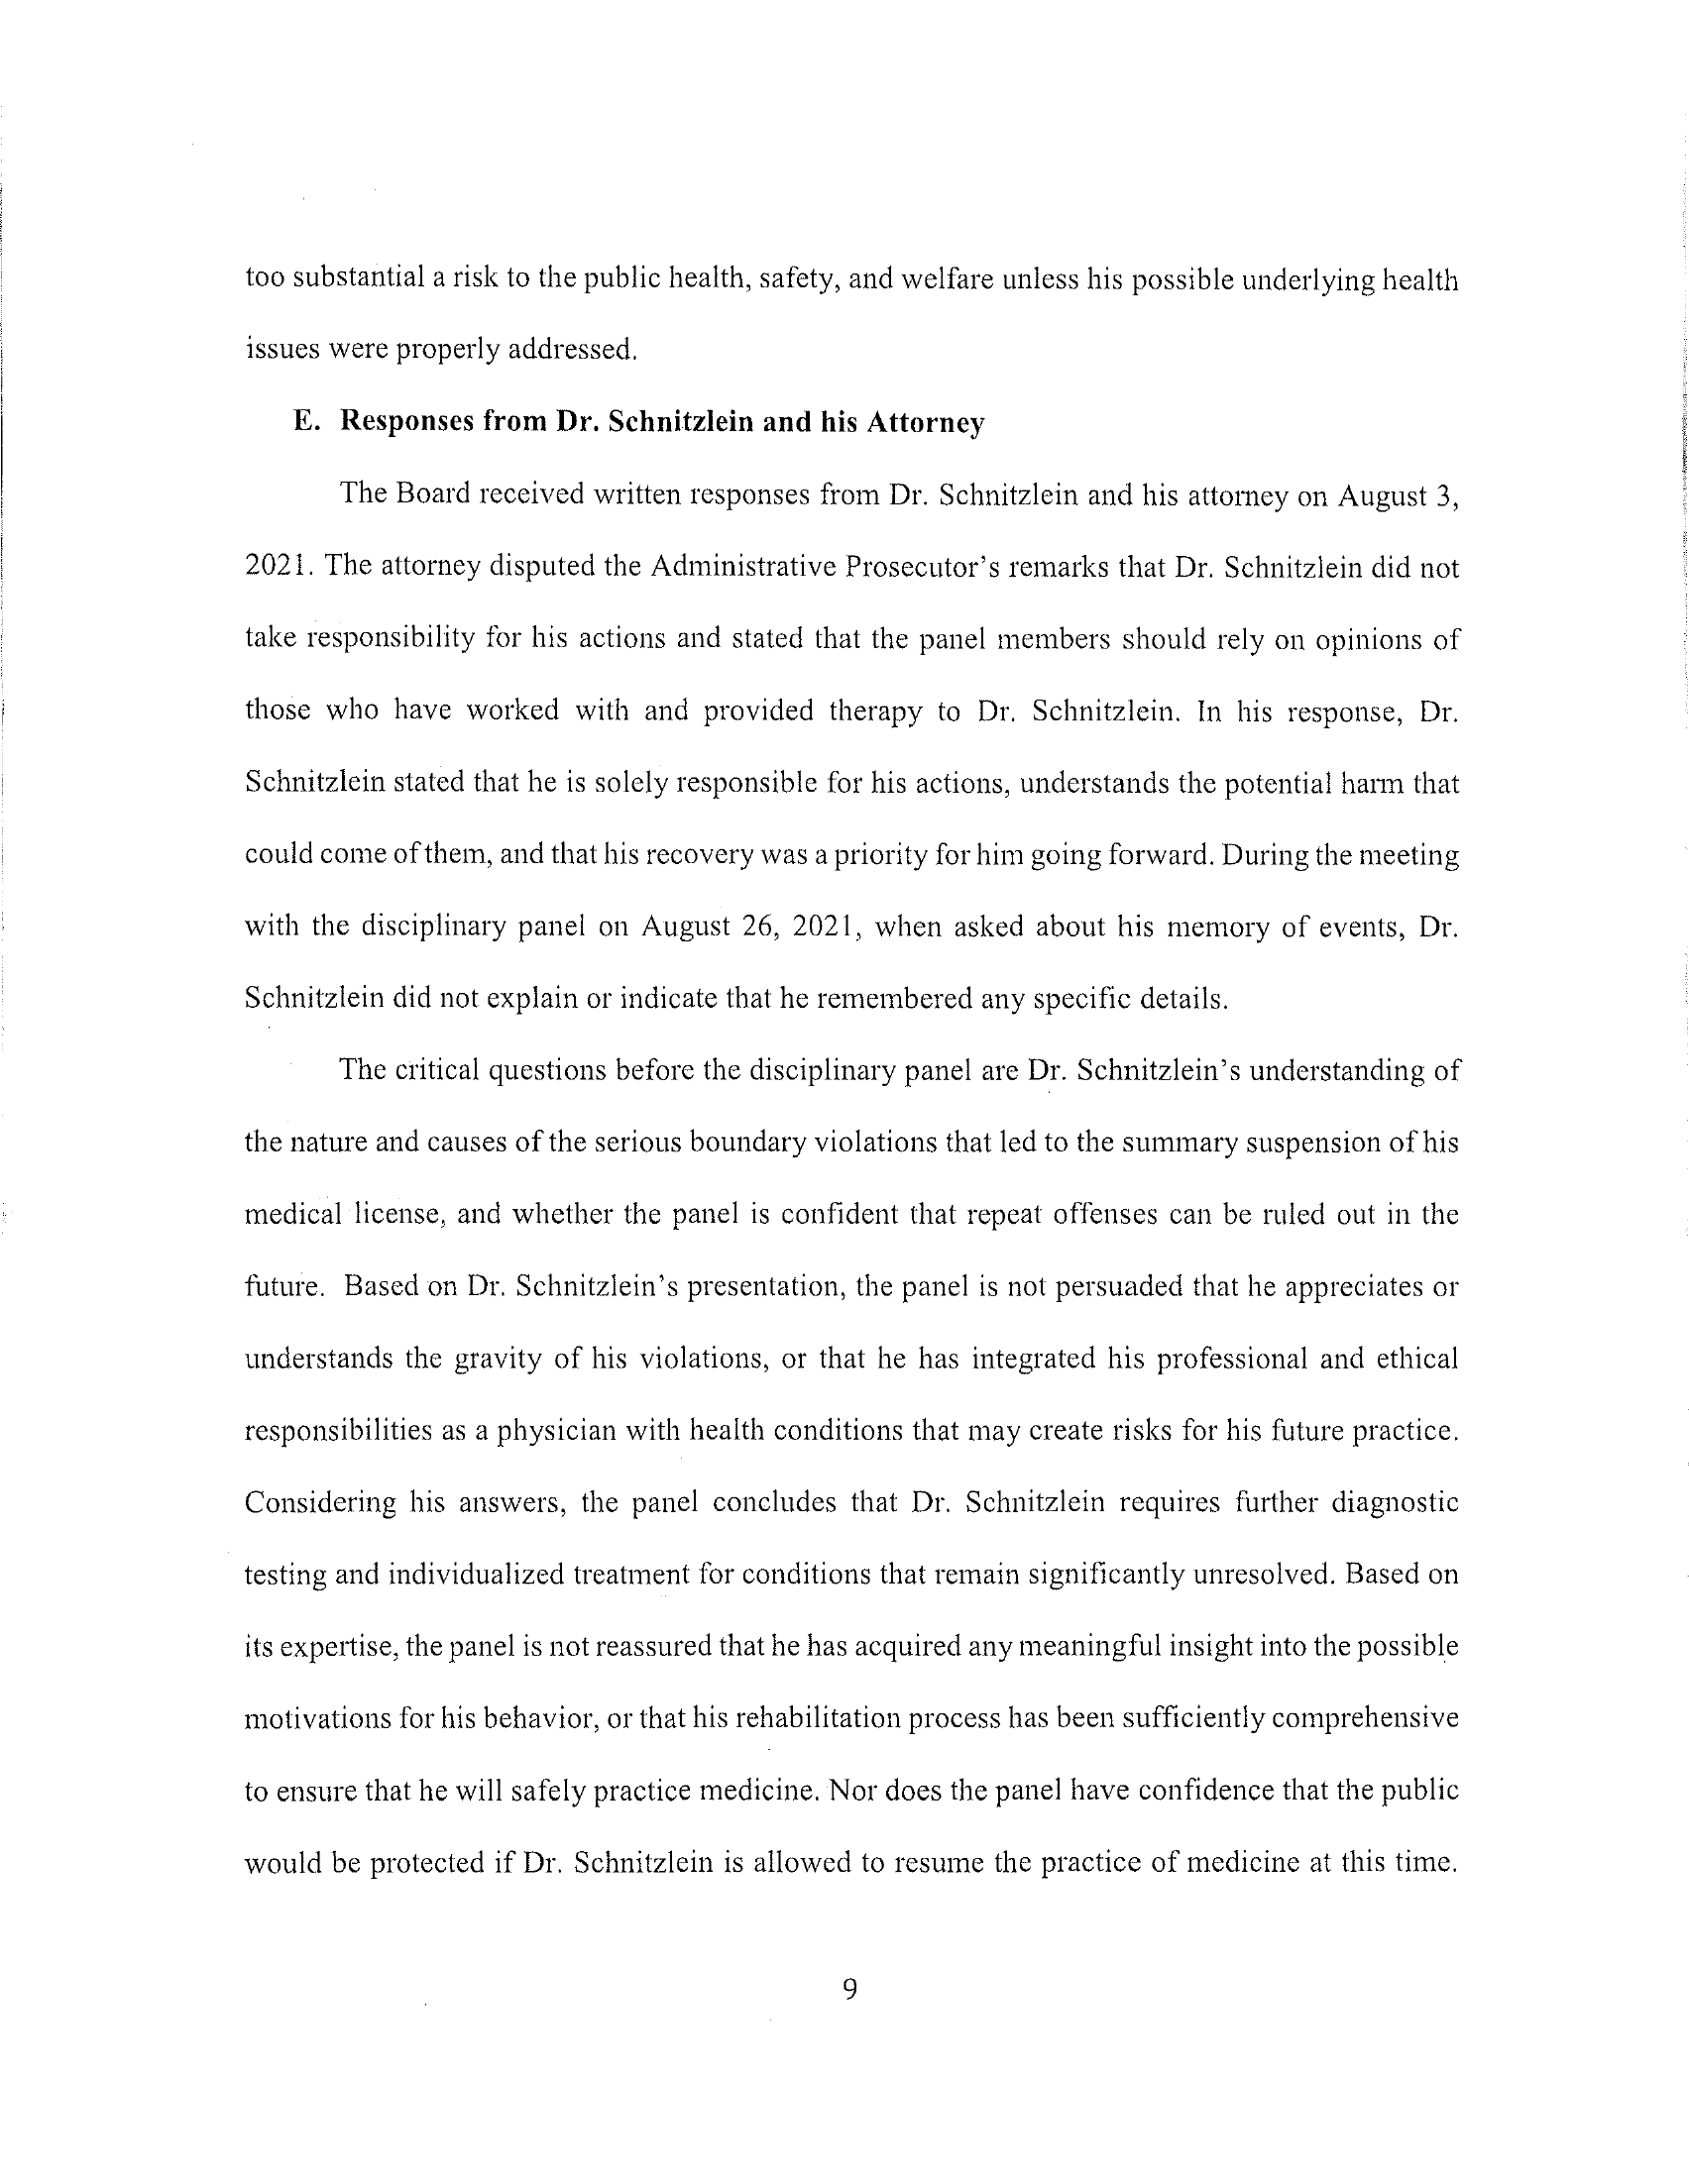 too substantial a risk to the public health, safety, and welfare unless his possible underlying health
issues were properly addressed.
E. Responses from Dr. Schnitzlein and his Attorney
The Board received written responses from Dr. Schnitzlein and his attorney on August 3,
2021. The attorney disputed the Administrative Prosecutor's remarks that Dr. Schnitzlein did not
take responsibility for his actions and stated that the panel members should rely on opinions of
those who have worked with and provided therapy to Dr. Schnitzlein. In his response, Dr.
Schnitzlein stated that he is solely responsible for his actions, understands the potential harm that
could come of them, and that his recovery was a priority for him going forward. During the meeting
with the disciplinary panel on August 26, 2021, when asked about his memory of events, Dr.
Schnitzlein did not explain or indicate that he remembered any specific details.
The critical questions before the disciplinary panel are Dr. Schnitzlein's understanding of
the nature and causes of the serious boundary violations that led to the summary suspension of his
medical license, and whether the panel is confident that repeat offenses can be ruled out in the
future. Based on Dr. Schnitzlein's presentation, the panel is not persuaded that he appreciates or
understands the gravity of his violations, or that he has integrated his professional and ethical
responsibilities as a physician with health conditions that may create risks for his future practice.
Considering his answers, the panel concludes that Dr. Schnitzlein requires further diagnostic
testing and individualized treatment for conditions that remain significantly unresolved. Based on
its expertise, the panel is not reassured that he has acquired any meaningful insight into the possible
motivations for his behavior, or that his rehabilitation process has been sufficiently comprehensive
to ensure that he will safely practice medicine. Nor does the panel have confidence that the public
would be protected if Dr. Schnitzlein is allowed to resume the practice of medicine at this time.
9